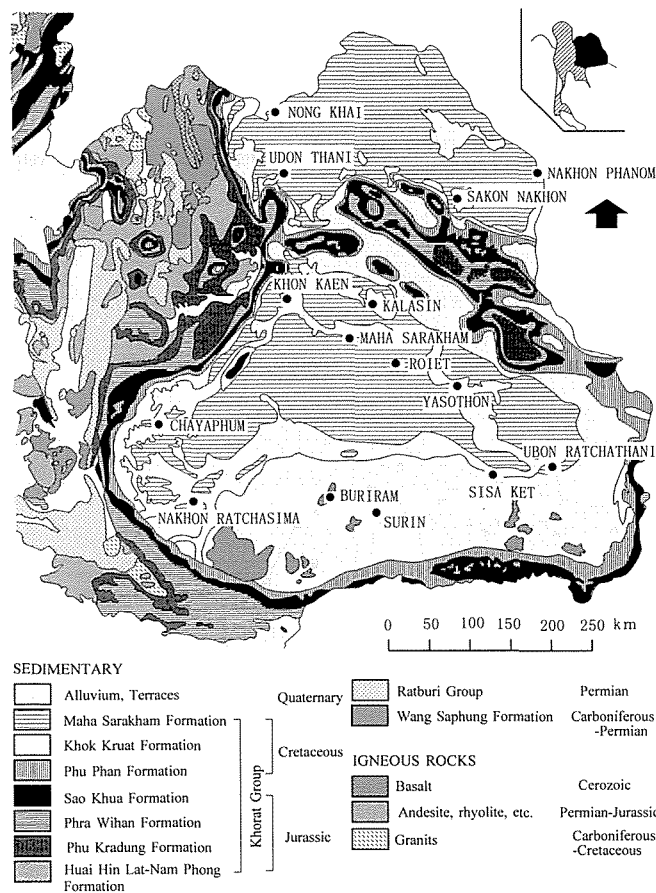 NONG KHAI
UDON THANI
NAKHON PHANOM
SAKON NAKHON
KHON KAEN
KALASIN
MAHA SARAKHAM
ROIET
YASOTHON
CHAYAPHUM
UBON RATCHATHANI
SISA KET
BURIRAM
NAKHON RATCHASIMA
SURIN
0 50 100 150 200 250 km
SEDIMENTARY
Alluvium, Terraces
Quaternary
Maha Sarakham Formation
Khok Kruat Formation
Cretaceous
Phu Phan Formation
Sao Khua Formation
Khorat Group
Phra Wihan Formation
Jurassic
Phu Kradung Formation
Huai Hin Lat-Nam Phong
Formation
Ratburi Group Permian
Wang Saphung Formation Carboniferous
-Permian
IGNEOUS ROCKS
Basalt Cerozoic
Andesite, rhyolite, etc. Permian-Jurassic
Granits Carboniferous
-Cretaceous